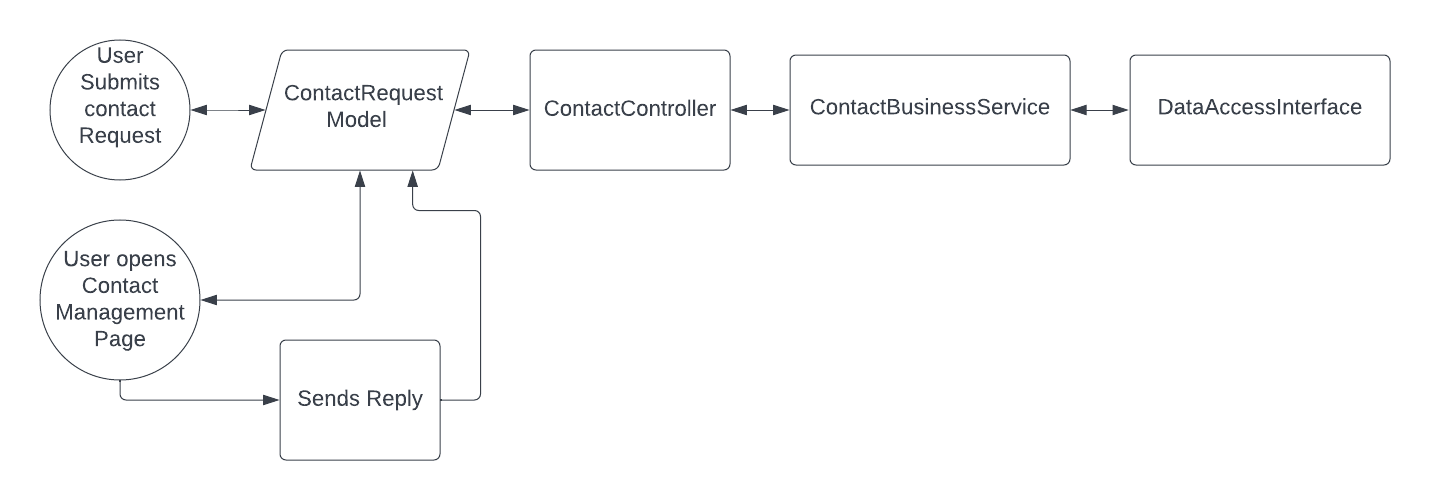 User
Submits
contact
Request
ContactRequest
Model
ContactController
ContactBusinessService
DataAccessInterface
User opens
Contact
Management
Page
Sends Reply